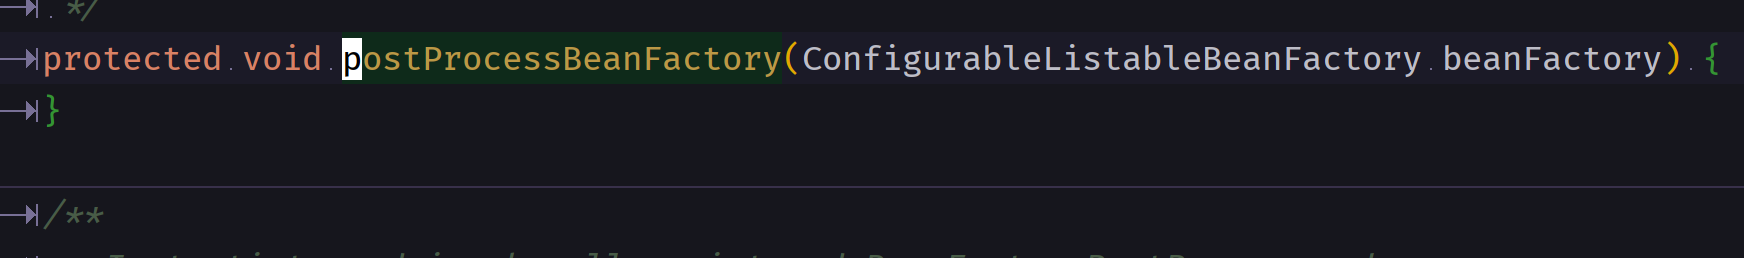 */
protected void postProcessBeanFactory(ConfigurableListableBeanFactory beanFactory) {
}
/**